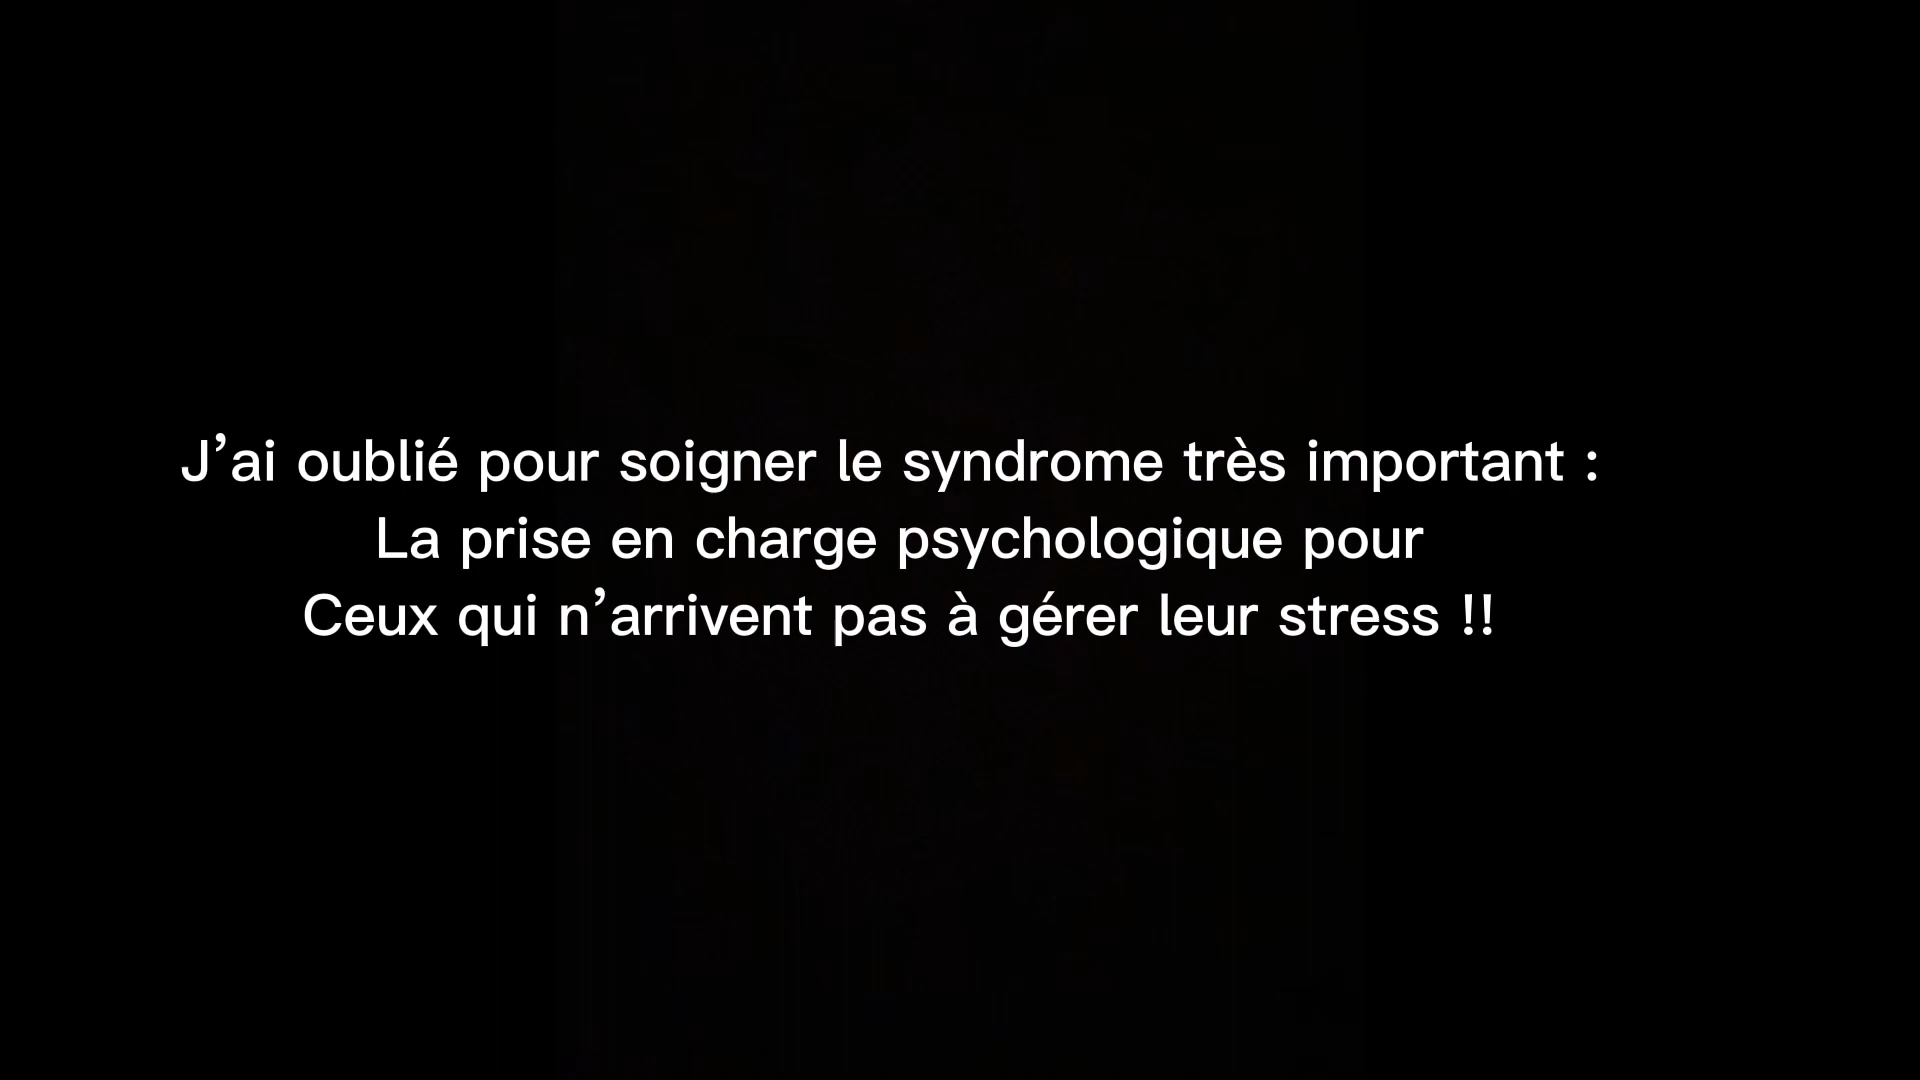 J’ai oublié pour soigner le syndrome très important :
La prise en charge psychologique pour
Ceux qui n’arrivent pas à gérer leur stress !!